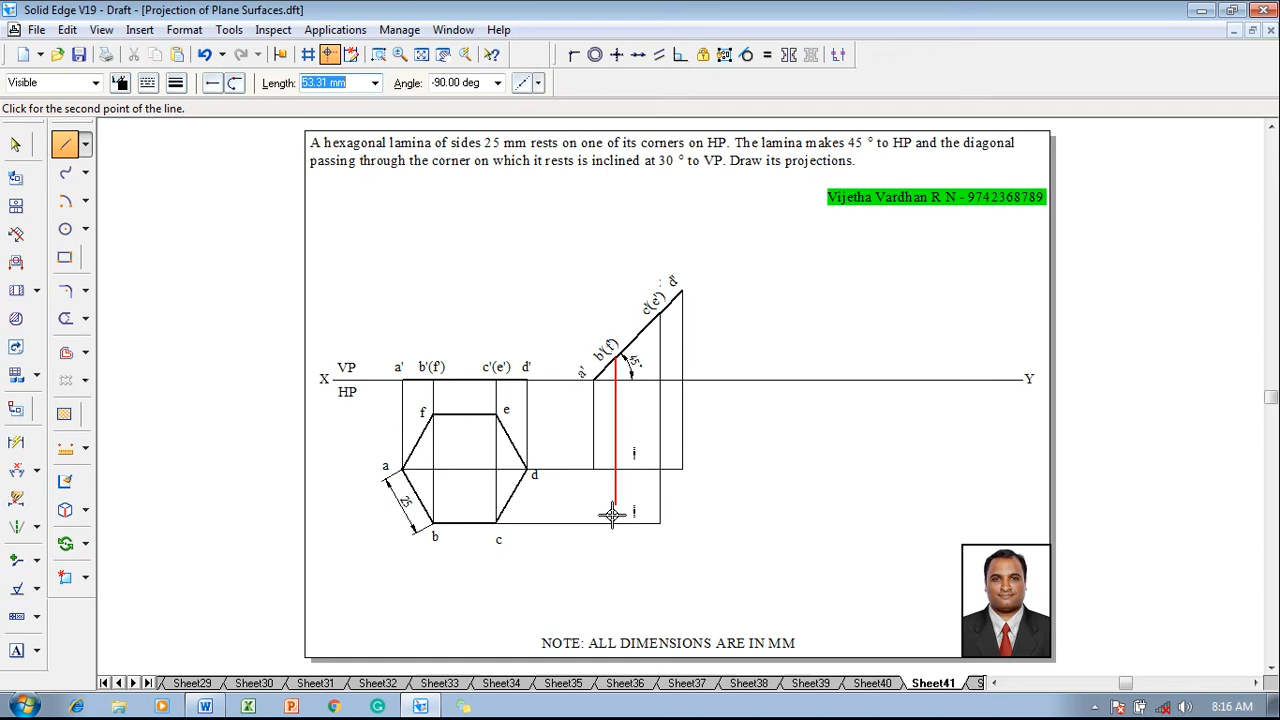 Solid Edge V19 - Draft - [Projection of Plane Surfaces.dft]
File Edit View Insert Format Tools Inspect Applications Manage Window Help
Visible Length: 53.31 mm Angle: -90.00 deg
Click for the second point of the line.
A hexagonal lamina of sides 25 mm rests on one of its corners on HP. The lamina makes 45 ° to HP and the diagonal
passing through the corner on which it rests is inclined at 30 ° to VP. Draw its projections.
Vijetha Vardhan R N - 9742368789
d'
c'(e')
b'(f')
a'
45°
VP a' b'(f') c'(e') d'
X Y
HP
f e
a d
25
b c
NOTE: ALL DIMENSIONS ARE IN MM
Sheet29 Sheet30 Sheet31 Sheet32 Sheet33 Sheet34 Sheet35 Sheet36 Sheet37 Sheet38 Sheet39 Sheet40 Sheet41 S
8:16 AM